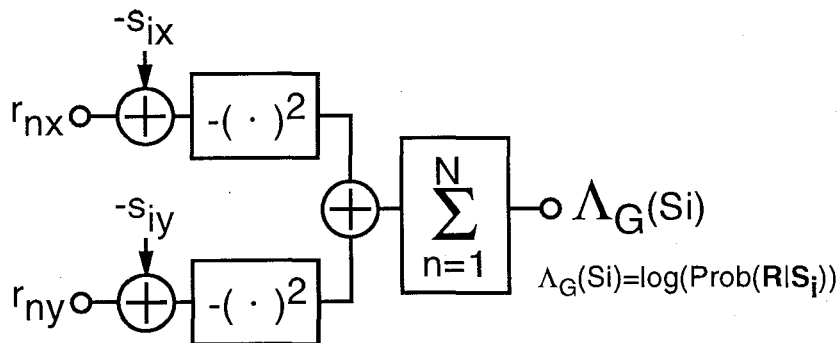 -s_ix
r_nx
-( · )²
-s_iy
r_ny
-( · )²
N
∑
n=1
Λ_G(Si)
Λ_G(Si)=log(Prob(R|S_i))